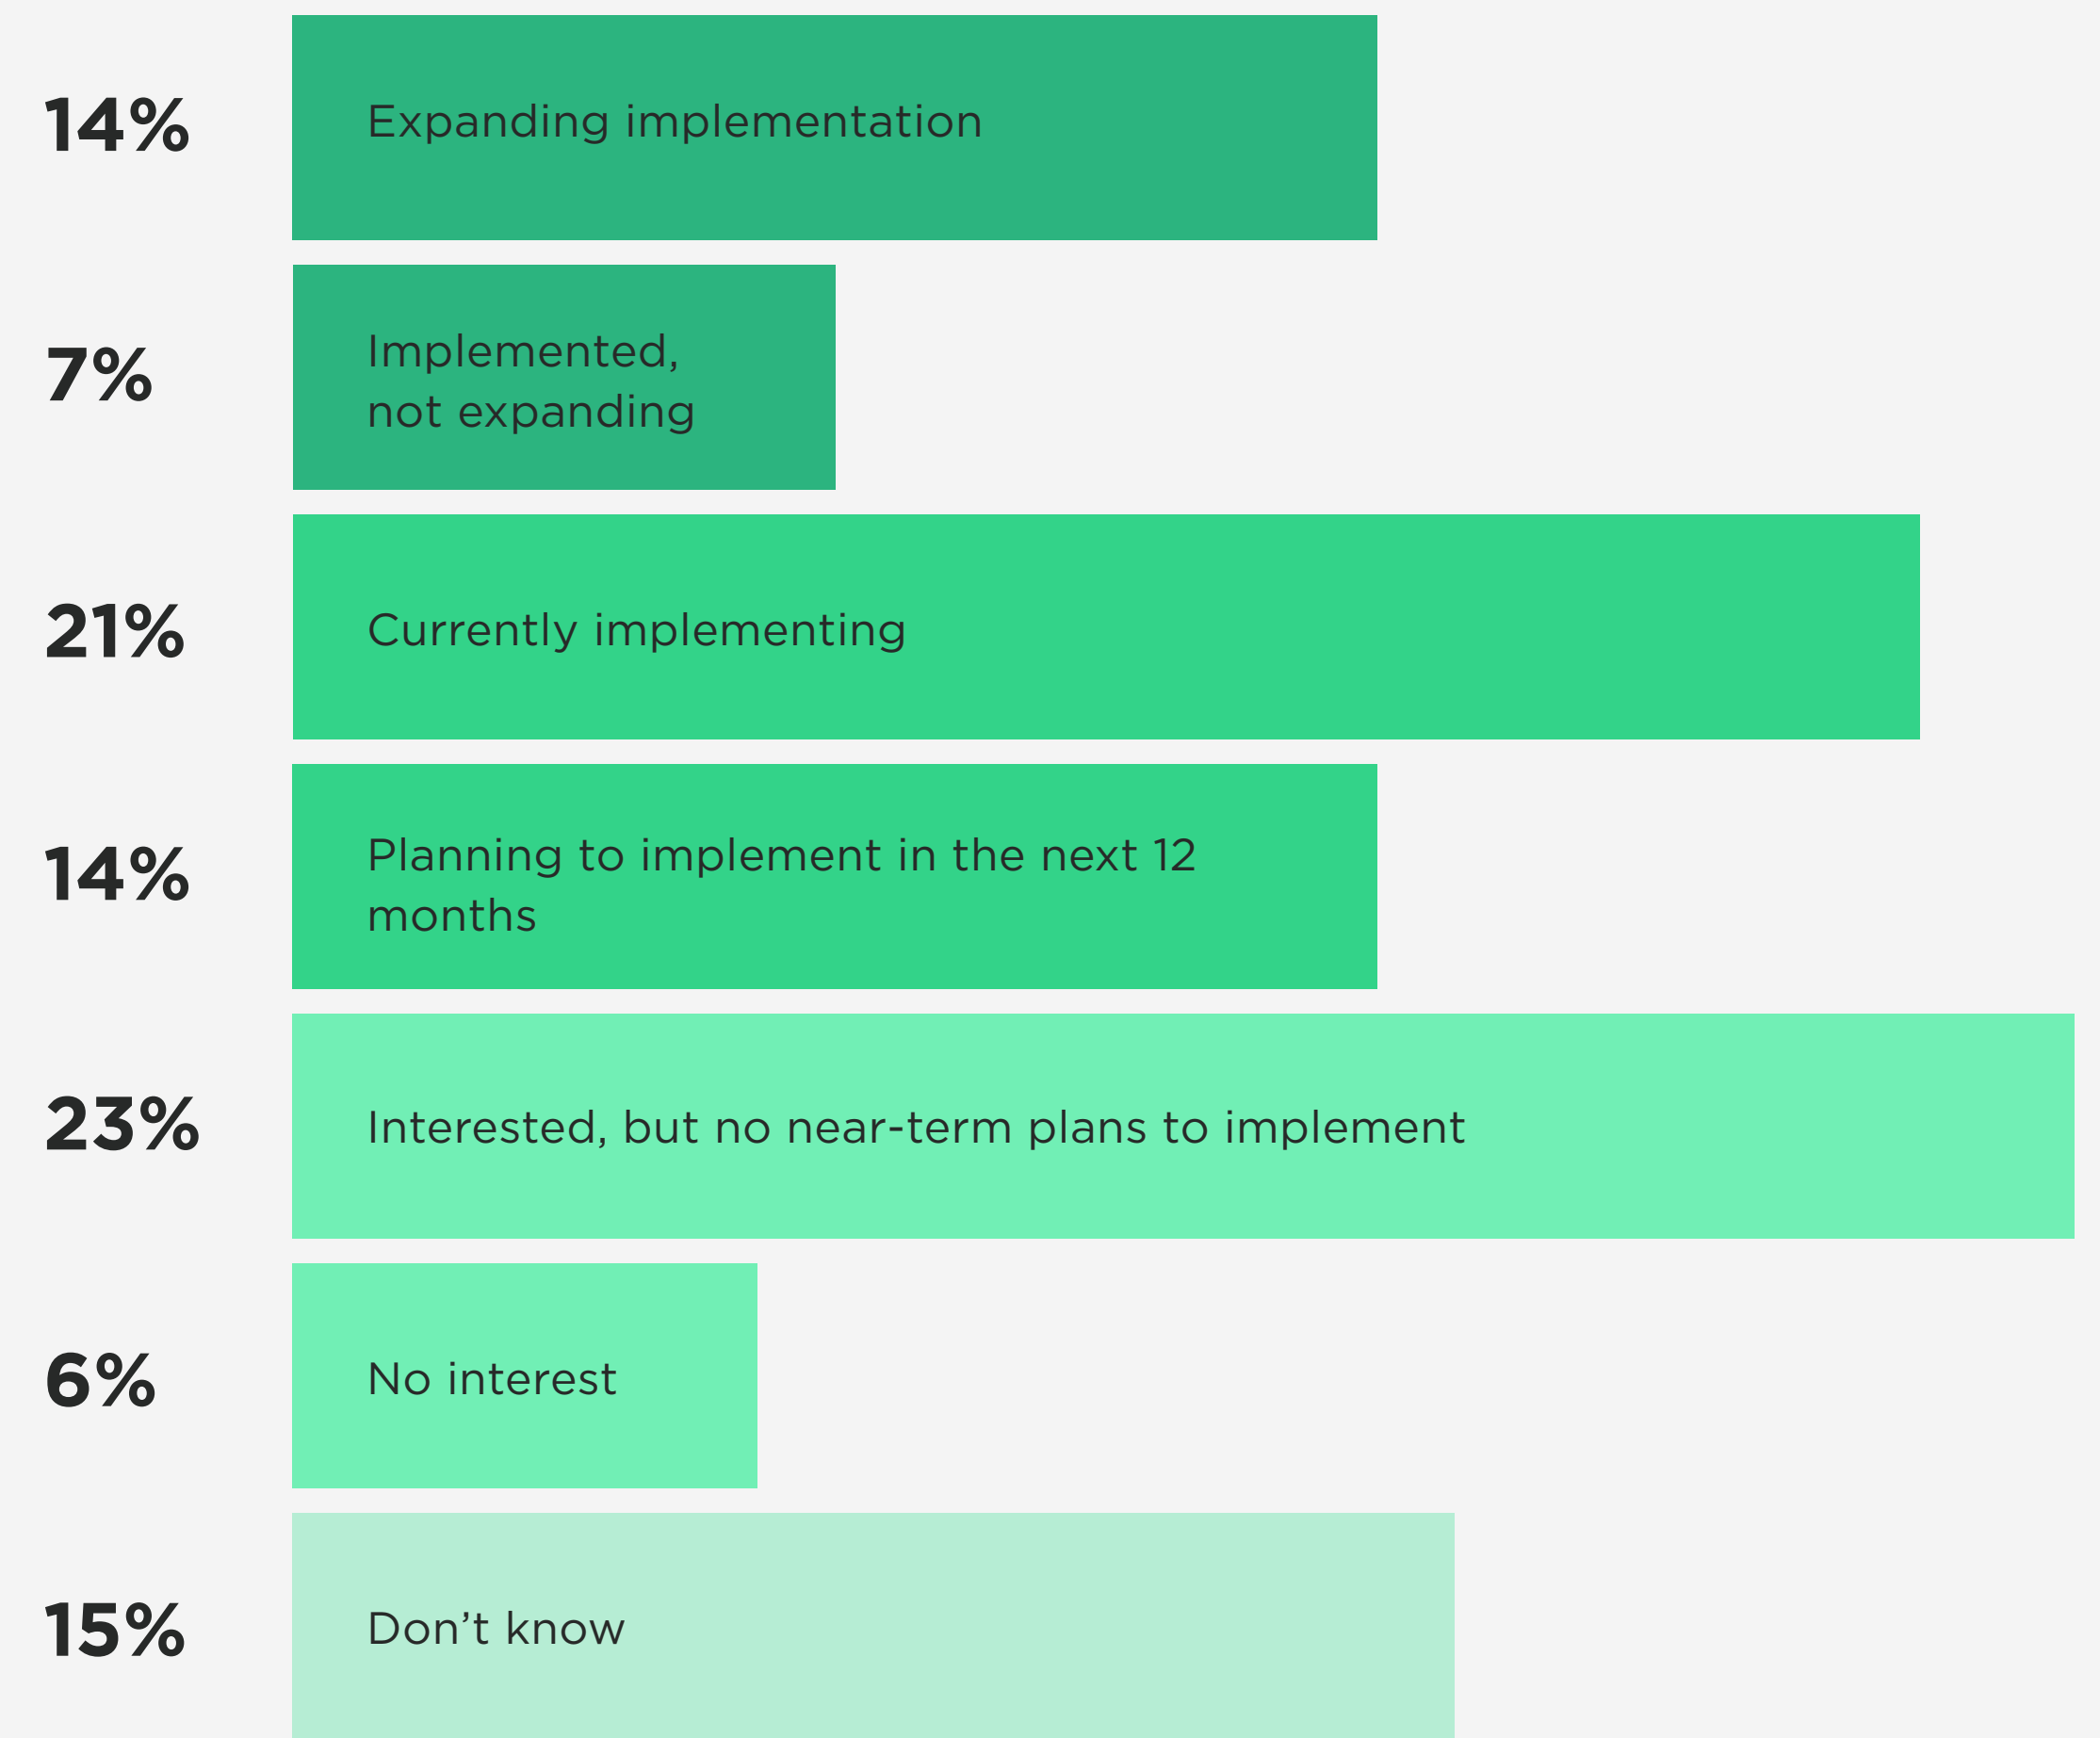 14%
Expanding implementation
7%
Implemented,
not expanding
21%
Currently implementing
14%
Planning to implement in the next 12
months
23%
Interested, but no near-term plans to implement
6%
No interest
15%
Don’t know